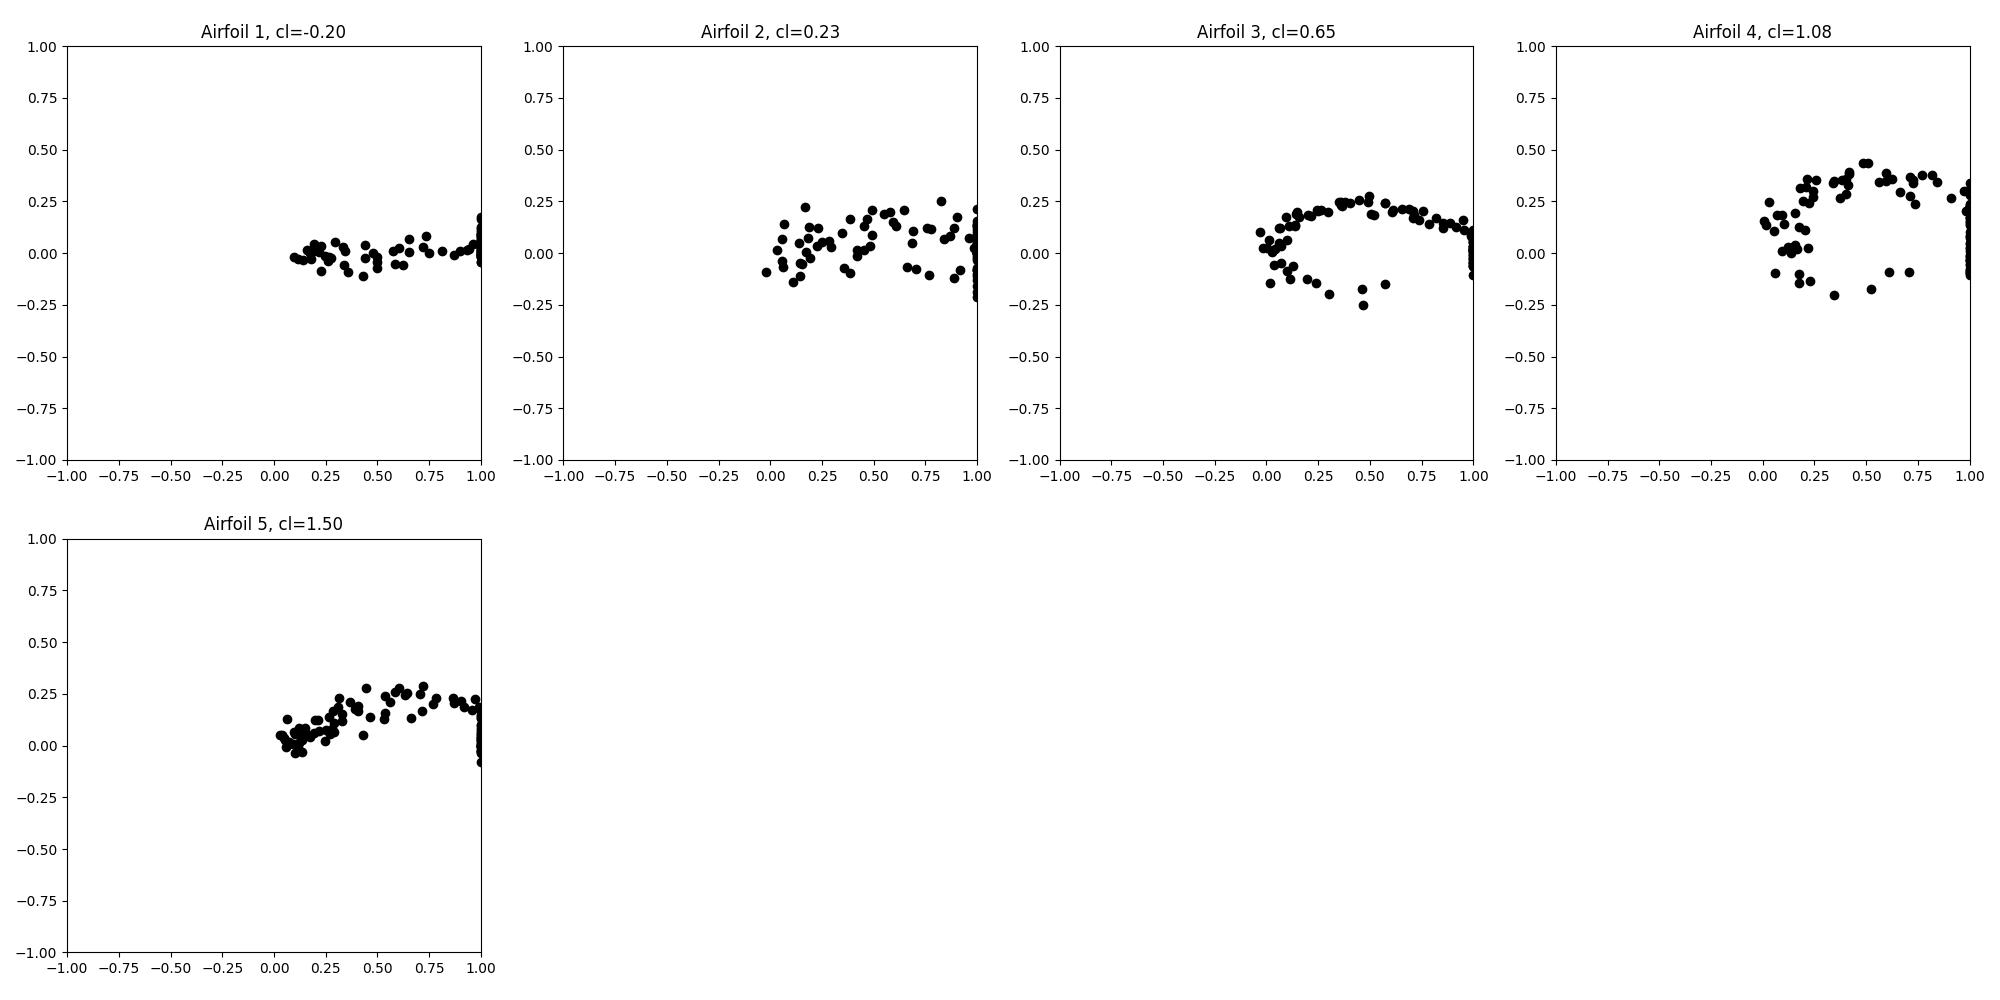 Airfoil 1, cl=-0.20
Airfoil 2, cl=0.23
Airfoil 3, cl=0.65
Airfoil 4, cl=1.08
1.00 1.00 1.00 1.00
0.75 0.75 0.75 0.75
0.50 0.50 0.50 0.50
0.25 0.25 0.25 0.25
0.00 0.00 0.00 0.00
−0.25 −0.25 −0.25 −0.25
−0.50 −0.50 −0.50 −0.50
−0.75 −0.75 −0.75 −0.75
−1.00 −1.00 −1.00 −1.00
−1.00 −0.75 −0.50 −0.25 0.00 0.25 0.50 0.75 1.00
−1.00 −0.75 −0.50 −0.25 0.00 0.25 0.50 0.75 1.00
−1.00 −0.75 −0.50 −0.25 0.00 0.25 0.50 0.75 1.00
−1.00 −0.75 −0.50 −0.25 0.00 0.25 0.50 0.75 1.00
Airfoil 5, cl=1.50
1.00
0.75
0.50
0.25
0.00
−0.25
−0.50
−0.75
−1.00
−1.00 −0.75 −0.50 −0.25 0.00 0.25 0.50 0.75 1.00